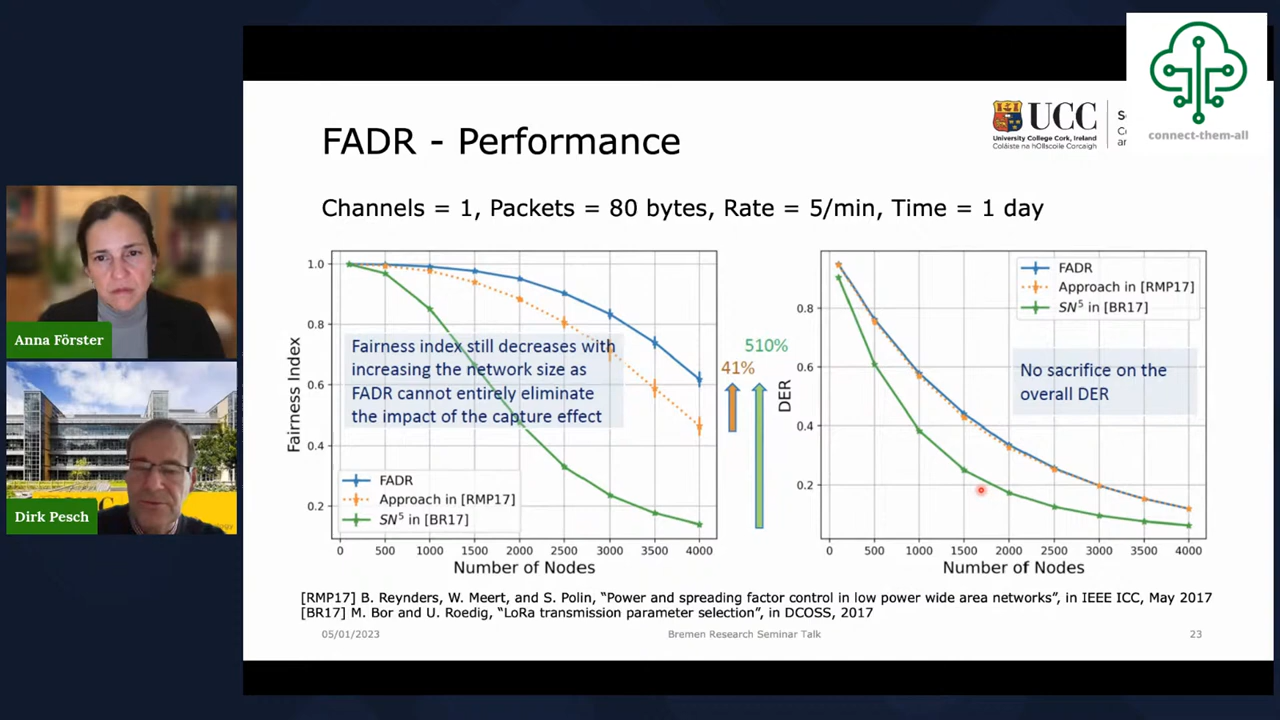 connect-them-all
UCC
University College Cork, Ireland
Coláiste na hOllscoile Corcaigh
FADR - Performance
Channels = 1, Packets = 80 bytes, Rate = 5/min, Time = 1 day
Anna Förster
Dirk Pesch
Fairness Index
1.0
0.8
0.6
0.4
0.2
Fairness index still decreases with
increasing the network size as
FADR cannot entirely eliminate
the impact of the capture effect
FADR
Approach in [RMP17]
SN⁵ in [BR17]
0 500 1000 1500 2000 2500 3000 3500 4000
Number of Nodes
510%
41%
DER
0.8
0.6
0.4
0.2
FADR
Approach in [RMP17]
SN⁵ in [BR17]
No sacrifice on the
overall DER
0 500 1000 1500 2000 2500 3000 3500 4000
Number of Nodes
[RMP17] B. Reynders, W. Meert, and S. Polin, “Power and spreading factor control in low power wide area networks”, in IEEE ICC, May 2017
[BR17] M. Bor and U. Roedig, “LoRa transmission parameter selection”, in DCOSS, 2017
05/01/2023
Bremen Research Seminar Talk
23